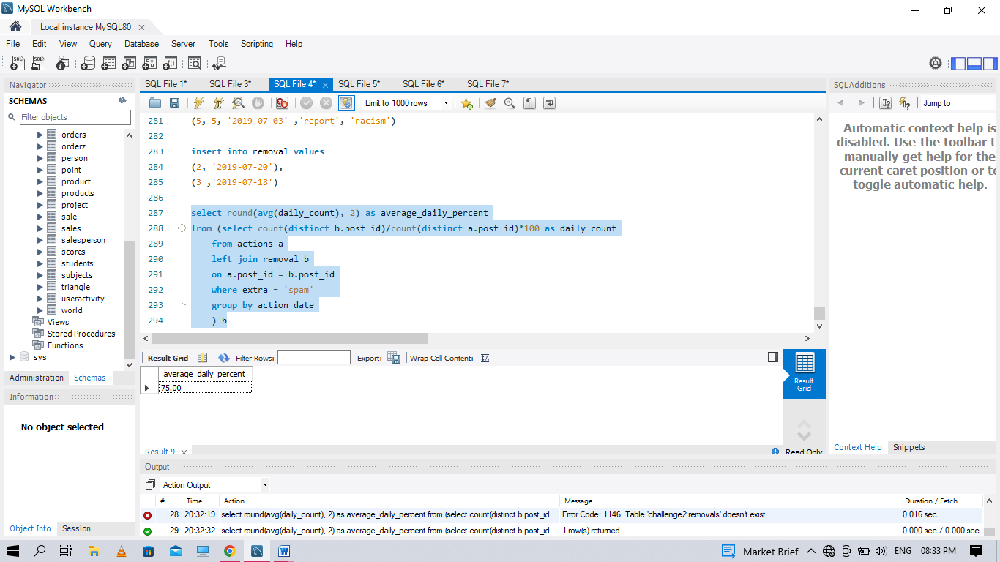 MySQL Workbench
Local instance MySQL80
File Edit View Query Database Server Tools Scripting Help
Navigator
SCHEMAS
Filter objects
orders
orderz
person
point
product
products
project
sale
sales
salesperson
scores
students
subjects
triangle
useractivity
world
Views
Stored Procedures
Functions
sys
Administration Schemas
Information
No object selected
Object Info Session
SQL File 1* SQL File 3* SQL File 4* SQL File 5* SQL File 6* SQL File 7*
Limit to 1000 rows
281 (5, 5, '2019-07-03' ,'report', 'racism')
282
283 insert into removal values
284 (2, '2019-07-20'),
285 (3 ,'2019-07-18')
286
287 select round(avg(daily_count), 2) as average_daily_percent
288 from (select count(distinct b.post_id)/count(distinct a.post_id)*100 as daily_count
289 from actions a
290 left join removal b
291 on a.post_id = b.post_id
292 where extra = 'spam'
293 group by action_date
294 ) b
Result Grid Filter Rows: Export: Wrap Cell Content:
average_daily_percent
75.00
Result Grid
Result 9 Read Only
SQLAdditions
Jump to
Automatic context help is
disabled. Use the toolbar t
manually get help for the
current caret position or to
toggle automatic help.
Context Help Snippets
Output
Action Output
# Time Action Message Duration / Fetch
28 20:32:19 select round(avg(daily_count), 2) as average_daily_percent from (select count(distinct b.post_id... Error Code: 1146. Table 'challenge2.removals' doesn't exist 0.016 sec
29 20:32:32 select round(avg(daily_count), 2) as average_daily_percent from (select count(distinct b.post_id... 1 row(s) returned 0.000 sec / 0.000 sec
Market Brief ENG 08:33 PM